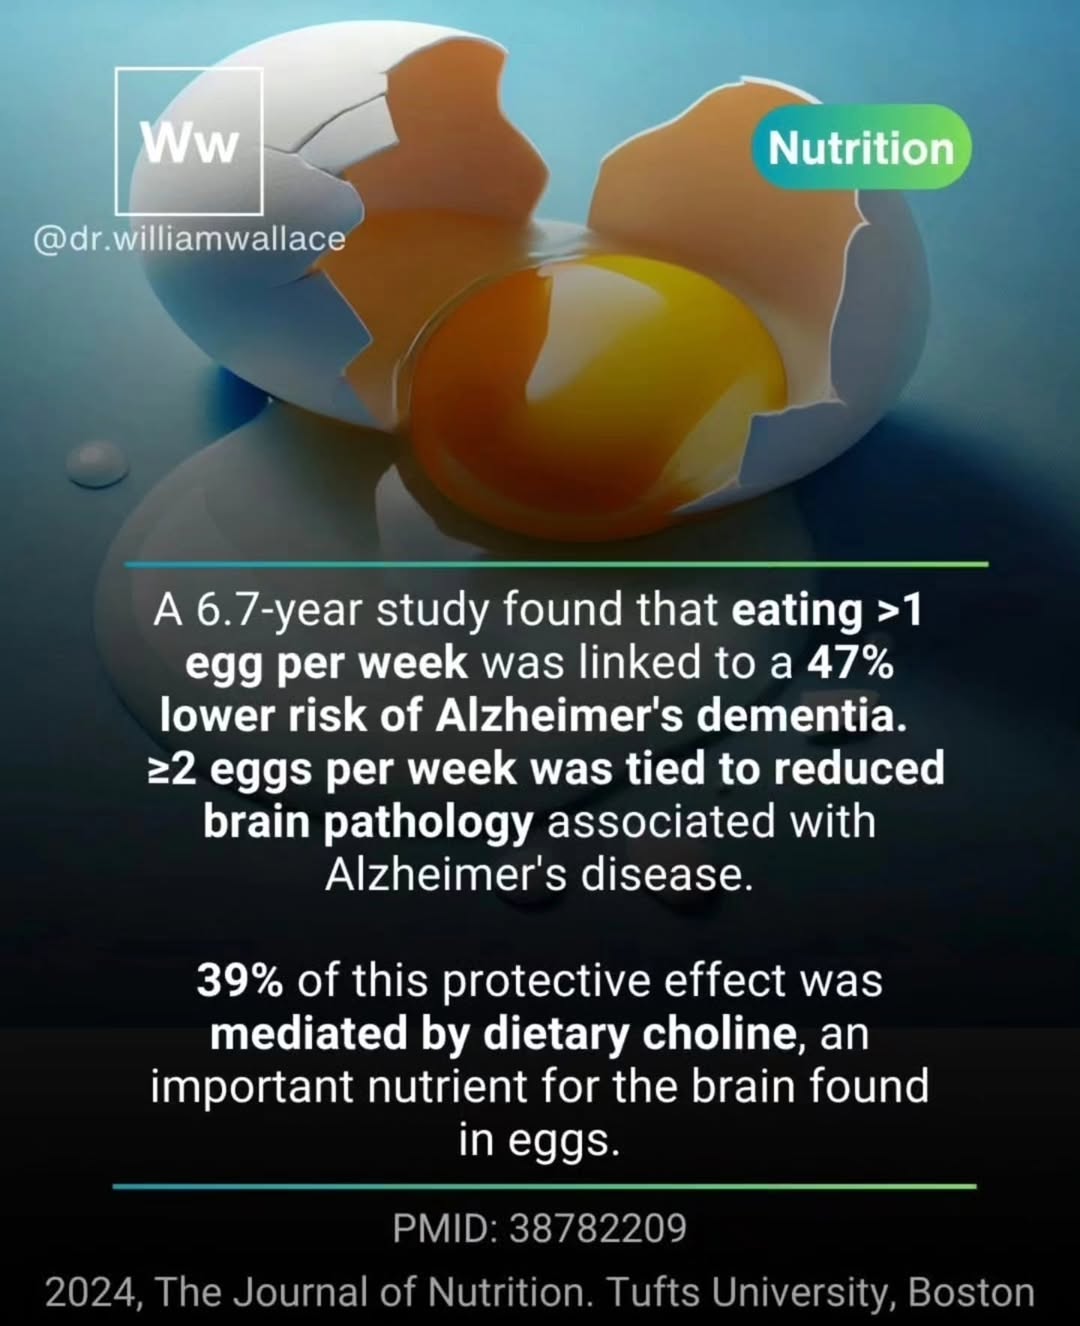 Ww
@dr.williamwallace
Nutrition
A 6.7-year study found that eating >1
egg per week was linked to a 47%
lower risk of Alzheimer's dementia.
≥2 eggs per week was tied to reduced
brain pathology associated with
Alzheimer's disease.
39% of this protective effect was
mediated by dietary choline, an
important nutrient for the brain found
in eggs.
PMID: 38782209
2024, The Journal of Nutrition. Tufts University, Boston